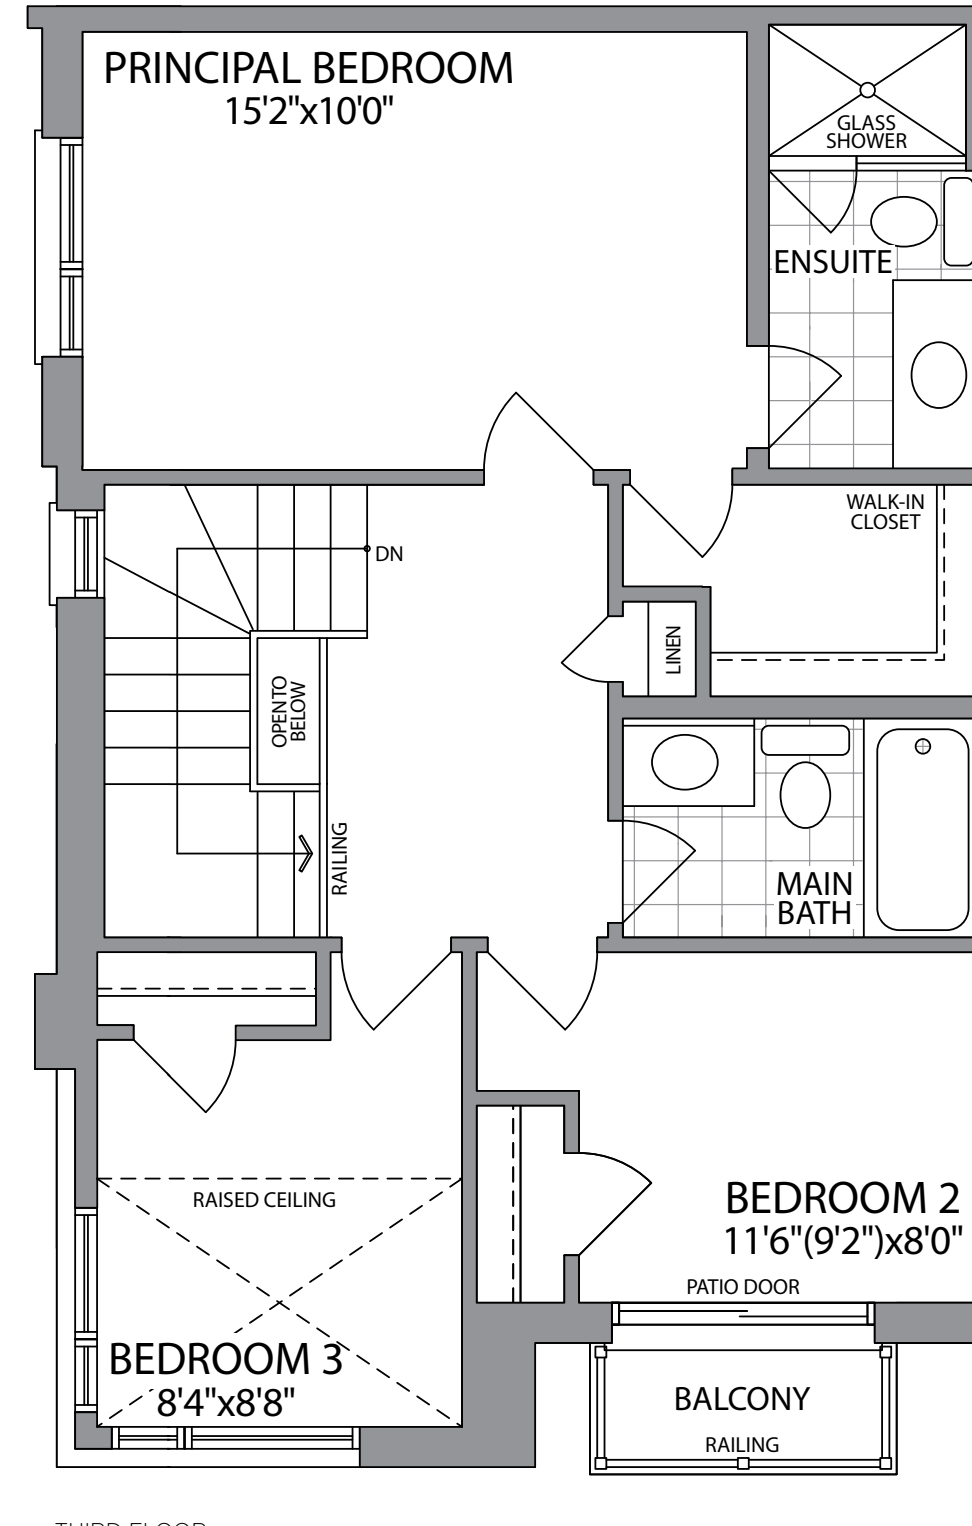 PRINCIPAL BEDROOM
15'2"x10'0"
GLASS
SHOWER
ENSUITE
WALK-IN
CLOSET
DN
LINEN
OPEN TO
BELOW
RAILING
MAIN
BATH
RAISED CEILING
BEDROOM 2
11'6"(9'2")x8'0"
PATIO DOOR
BEDROOM 3
8'4"x8'8"
BALCONY
RAILING
THIRD FLOOR